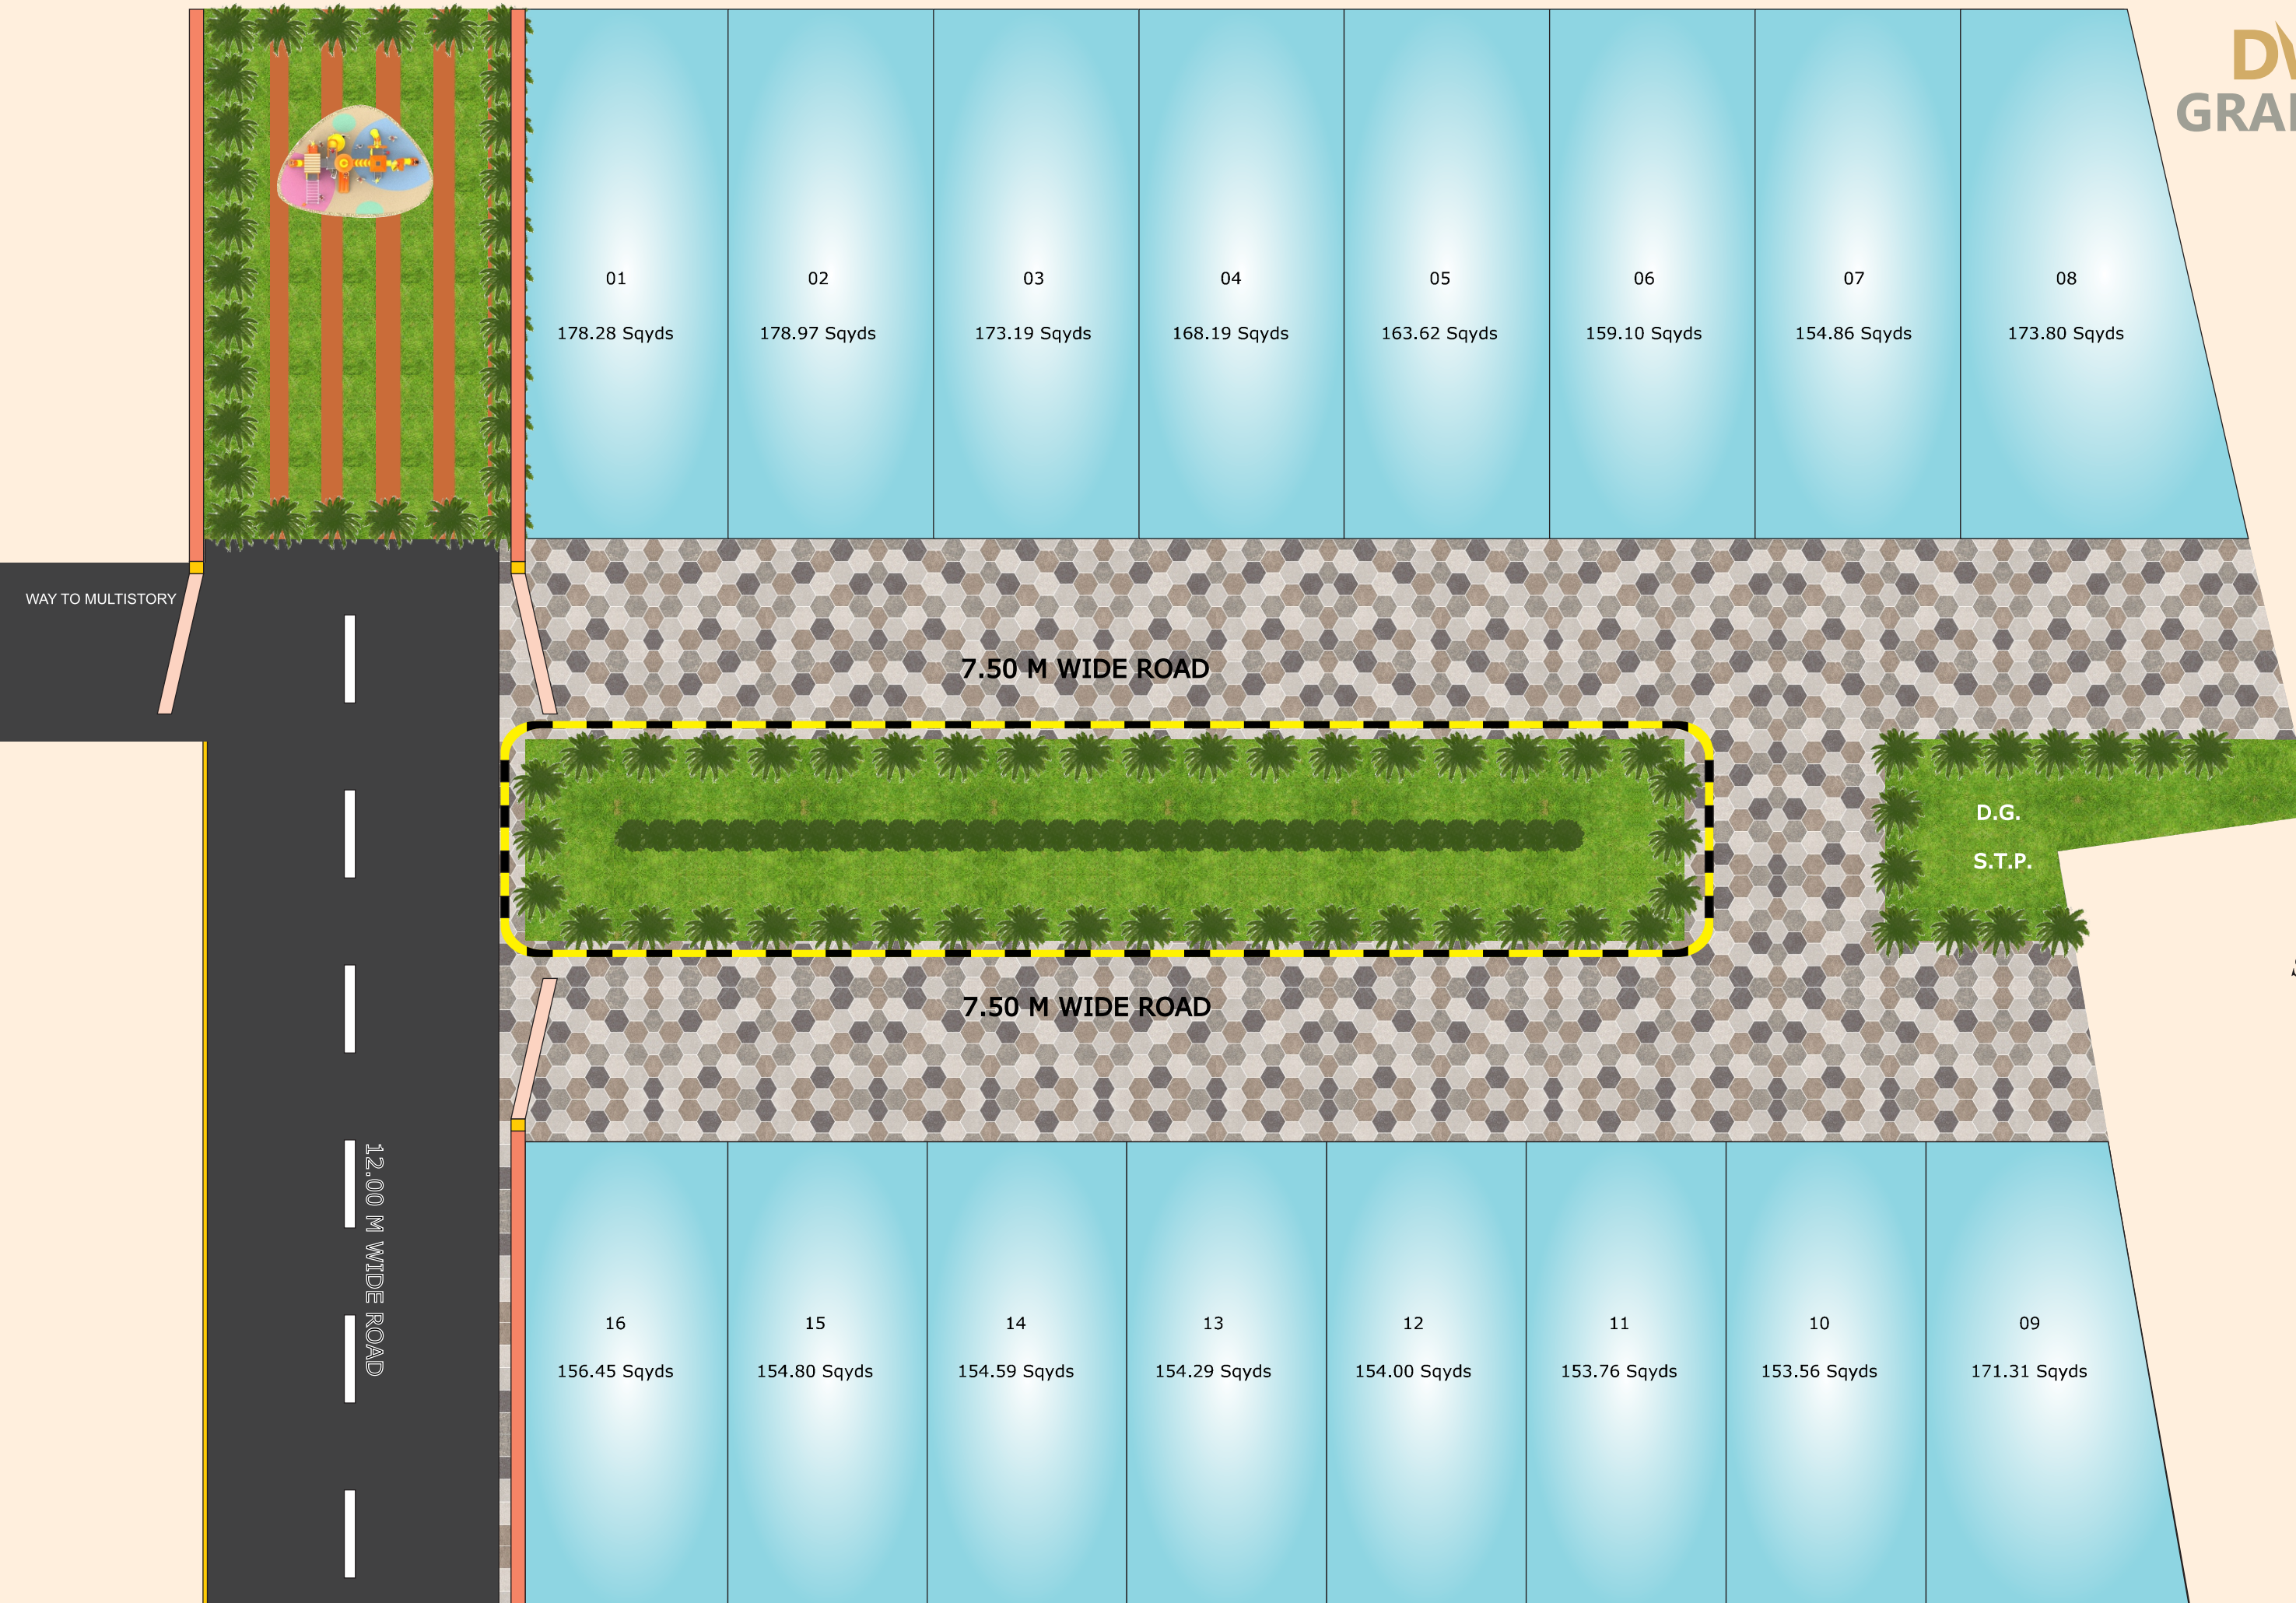 01
178.28 Sqyds
02
178.97 Sqyds
03
173.19 Sqyds
04
168.19 Sqyds
05
163.62 Sqyds
06
159.10 Sqyds
07
154.86 Sqyds
08
173.80 Sqyds
WAY TO MULTISTORY
7.50 M WIDE ROAD
D.G.
S.T.P.
7.50 M WIDE ROAD
12.00 M WIDE ROAD
16
156.45 Sqyds
15
154.80 Sqyds
14
154.59 Sqyds
13
154.29 Sqyds
12
154.00 Sqyds
11
153.76 Sqyds
10
153.56 Sqyds
09
171.31 Sqyds